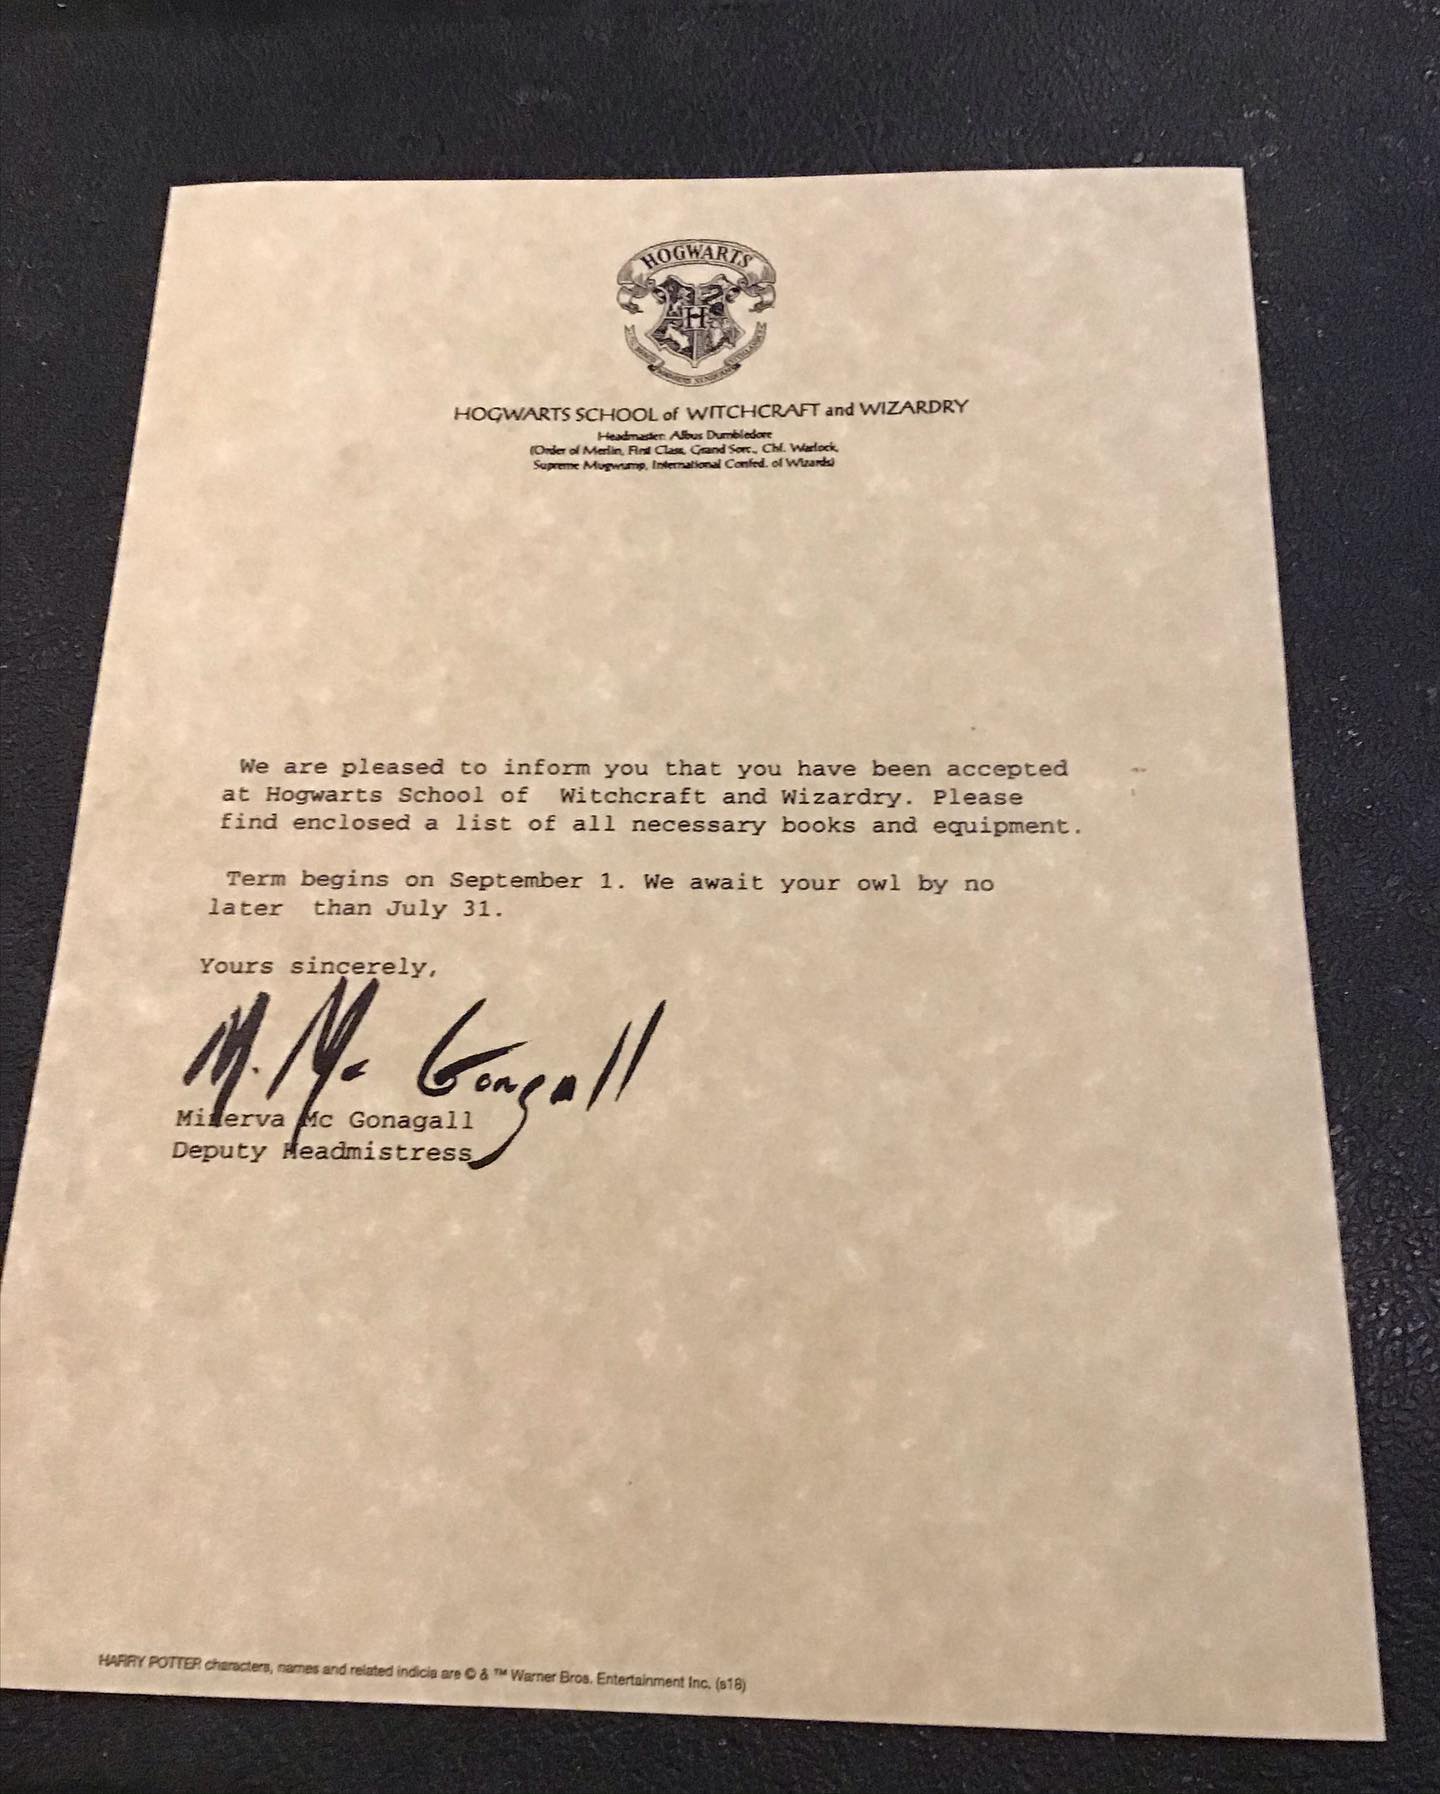 HOGWARTS
H
HOGWARTS SCHOOL of WITCHCRAFT and WIZARDRY
Headmaster: Albus Dumbledore
(Order of Merlin, First Class, Grand Sorc., Chf. Warlock,
Supreme Mugwump, International Confed. of Wizards)
We are pleased to inform you that you have been accepted
at Hogwarts School of Witchcraft and Wizardry. Please
find enclosed a list of all necessary books and equipment.
Term begins on September 1. We await your owl by no
later than July 31.
Yours sincerely,
M. Mc Gongall
Minerva Mc Gonagall
Deputy Headmistress
HARRY POTTER characters, names and related indicia are © & ™ Warner Bros. Entertainment Inc. (s18)